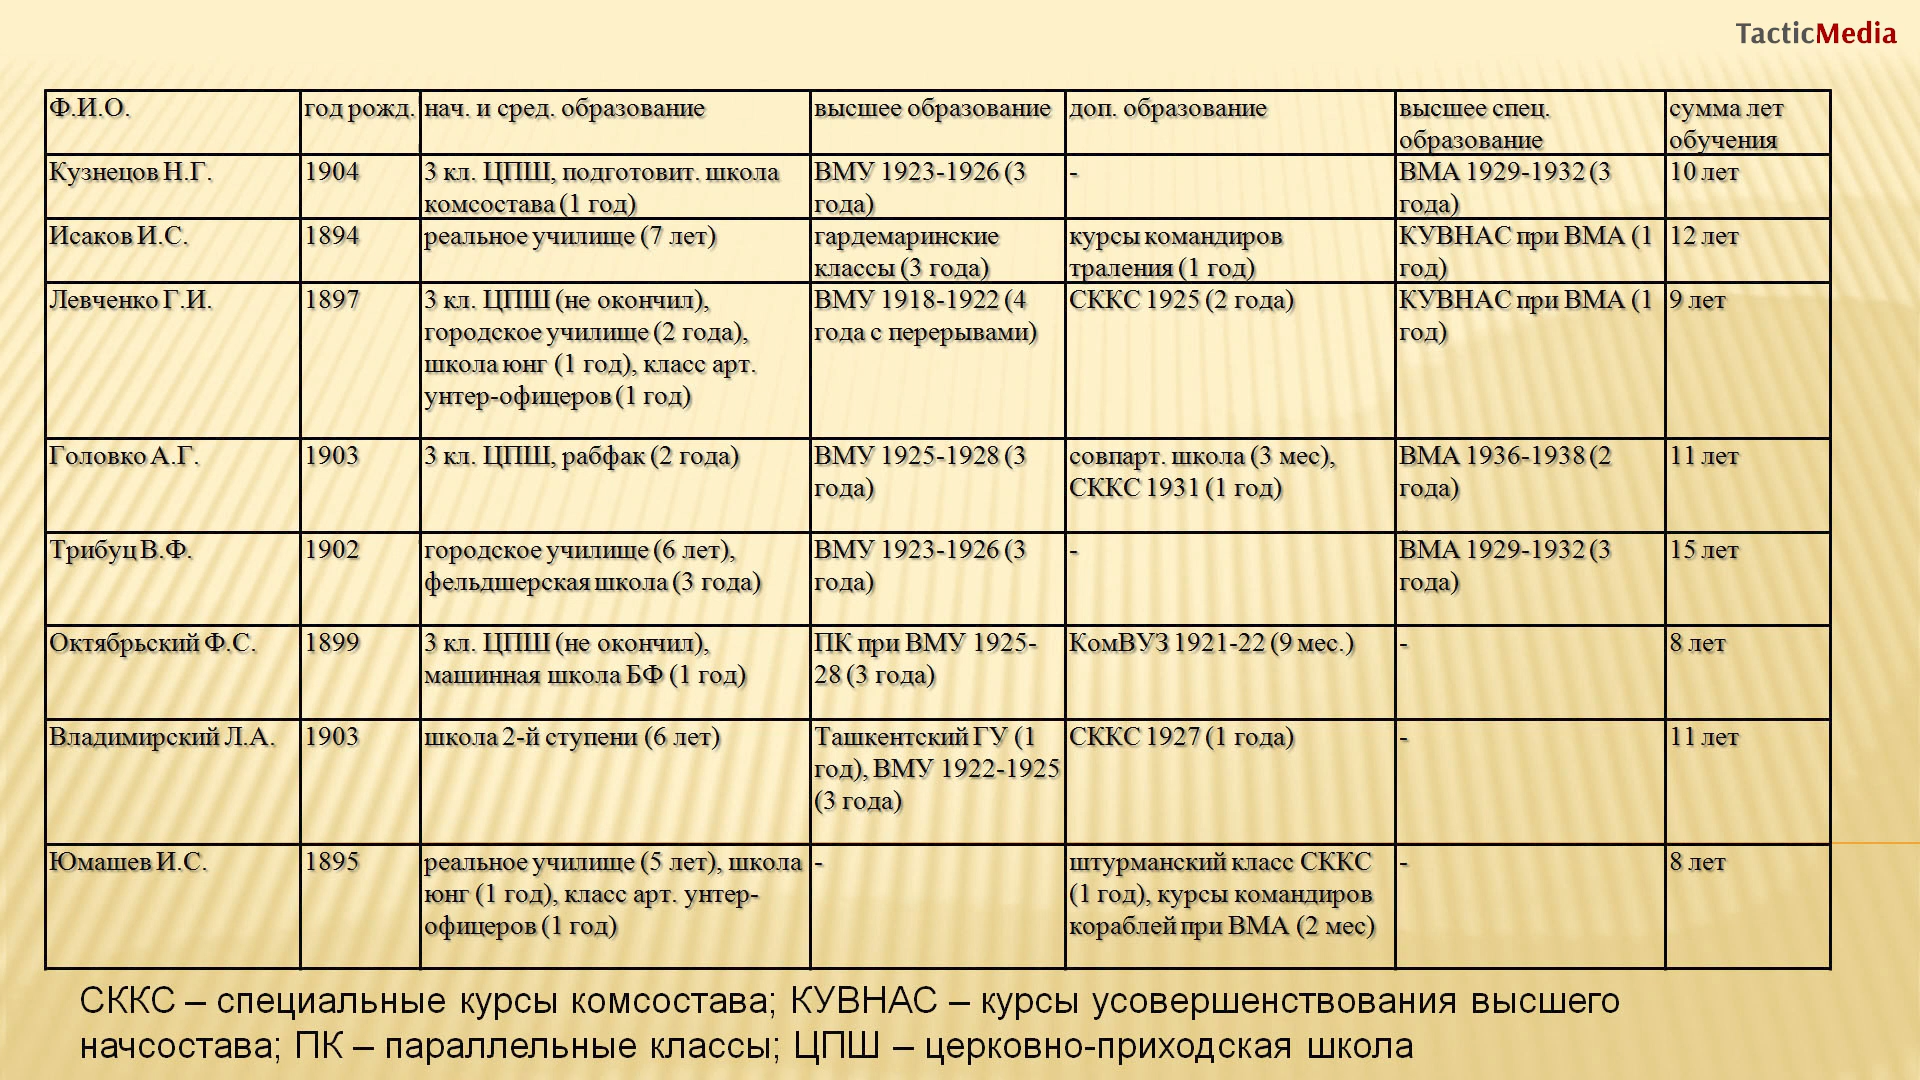 TacticMedia
Ф.И.О. год рожд. нач. и сред. образование высшее образование доп. образование высшее спец. сумма лет
образование обучения
Кузнецов Н.Г. 1904 3 кл. ЦПШ, подготовит. школа ВМУ 1923-1926 (3 - ВМА 1929-1932 (3 10 лет
комсостава (1 год) года) года)
Исаков И.С. 1894 реальное училище (7 лет) гардемаринские курсы командиров КУВНАС при ВМА (1 12 лет
классы (3 года) траления (1 год) год)
Левченко Г.И. 1897 3 кл. ЦПШ (не окончил), ВМУ 1918-1922 (4 СККС 1925 (2 года) КУВНАС при ВМА (1 9 лет
городское училище (2 года), года с перерывами) год)
школа юнг (1 год), класс арт.
унтер-офицеров (1 год)
Головко А.Г. 1903 3 кл. ЦПШ, рабфак (2 года) ВМУ 1925-1928 (3 совпарт. школа (3 мес), ВМА 1936-1938 (2 11 лет
года) СККС 1931 (1 год) года)
Трибуц В.Ф. 1902 городское училище (6 лет), ВМУ 1923-1926 (3 - ВМА 1929-1932 (3 15 лет
фельдшерская школа (3 года) года) года)
Октябрьский Ф.С. 1899 3 кл. ЦПШ (не окончил), ПК при ВМУ 1925- КомВУЗ 1921-22 (9 мес.) - 8 лет
машинная школа БФ (1 год) 28 (3 года)
Владимирский Л.А. 1903 школа 2-й ступени (6 лет) Ташкентский ГУ (1 СККС 1927 (1 года) - 11 лет
год), ВМУ 1922-1925
(3 года)
Юмашев И.С. 1895 реальное училище (5 лет), школа - штурманский класс СККС - 8 лет
юнг (1 год), класс арт. унтер- (1 год), курсы командиров
офицеров (1 год) кораблей при ВМА (2 мес)
СККС – специальные курсы комсостава; КУВНАС – курсы усовершенствования высшего
начсостава; ПК – параллельные классы; ЦПШ – церковно-приходская школа